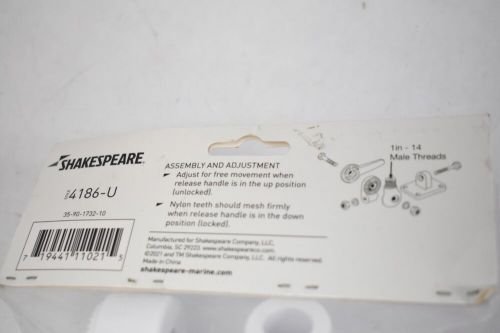 SHAKESPEARE
4186-U
35-90-1732-10
7 19441 11021 5
ASSEMBLY AND ADJUSTMENT
Adjust for free movement when
release handle is in the up position
(unlocked).
Nylon teeth should mesh firmly
when release handle is in the down
position (locked).
Manufactured for Shakespeare Company, LLC.
Columbia, SC 29223. www.shakespeareco.com.
©2021 and TM Shakespeare Company, LLC. All rights reserved.
Made in China
shakespeare-marine.com
1in - 14
Male Threads